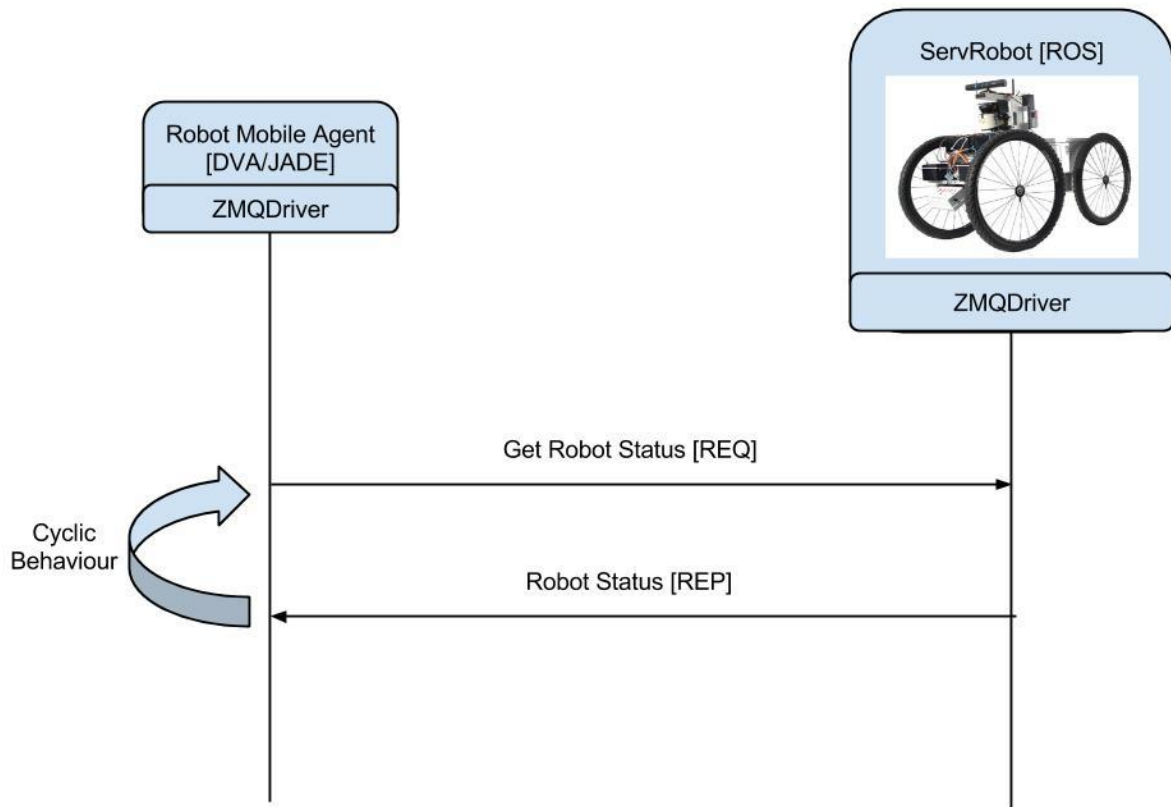 ServRobot [ROS]
Robot Mobile Agent
[DVA/JADE]
ZMQDriver
ZMQDriver
Get Robot Status [REQ]
Cyclic
Behaviour
Robot Status [REP]